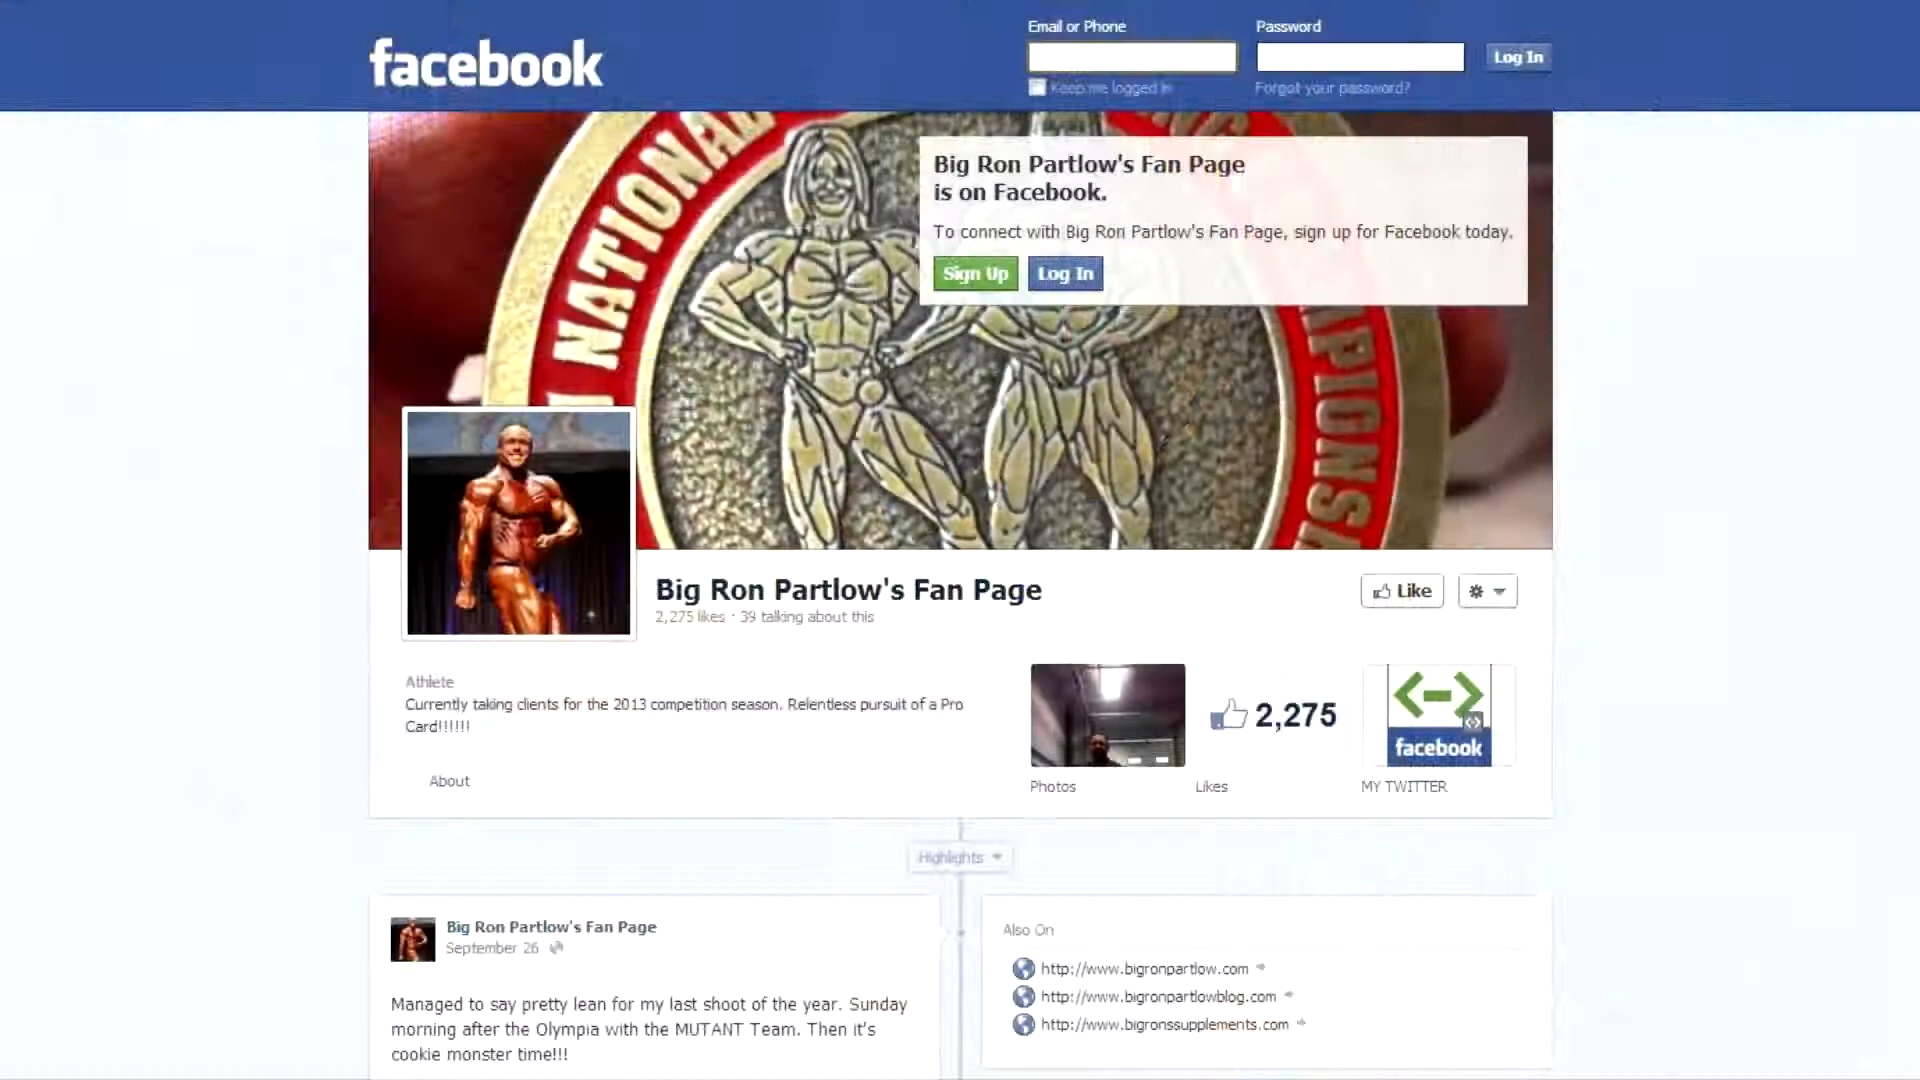 facebook
Email or Phone
Password
Log In
Keep me logged in
Forgot your password?
NATIONAL
Big Ron Partlow's Fan Page
is on Facebook.
To connect with Big Ron Partlow's Fan Page, sign up for Facebook today.
Sign Up
Log In
Big Ron Partlow's Fan Page
2,275 likes · 39 talking about this
Like
Athlete
Currently taking clients for the 2013 competition season. Relentless pursuit of a Pro
Card!!!!!!
About
Photos
2,275
Likes
facebook
MY TWITTER
Highlights
Big Ron Partlow's Fan Page
September 26
Managed to say pretty lean for my last shoot of the year. Sunday
morning after the Olympia with the MUTANT Team. Then it's
cookie monster time!!!
Also On
http://www.bigronpartlow.com
http://www.bigronpartlowblog.com
http://www.bigronssupplements.com